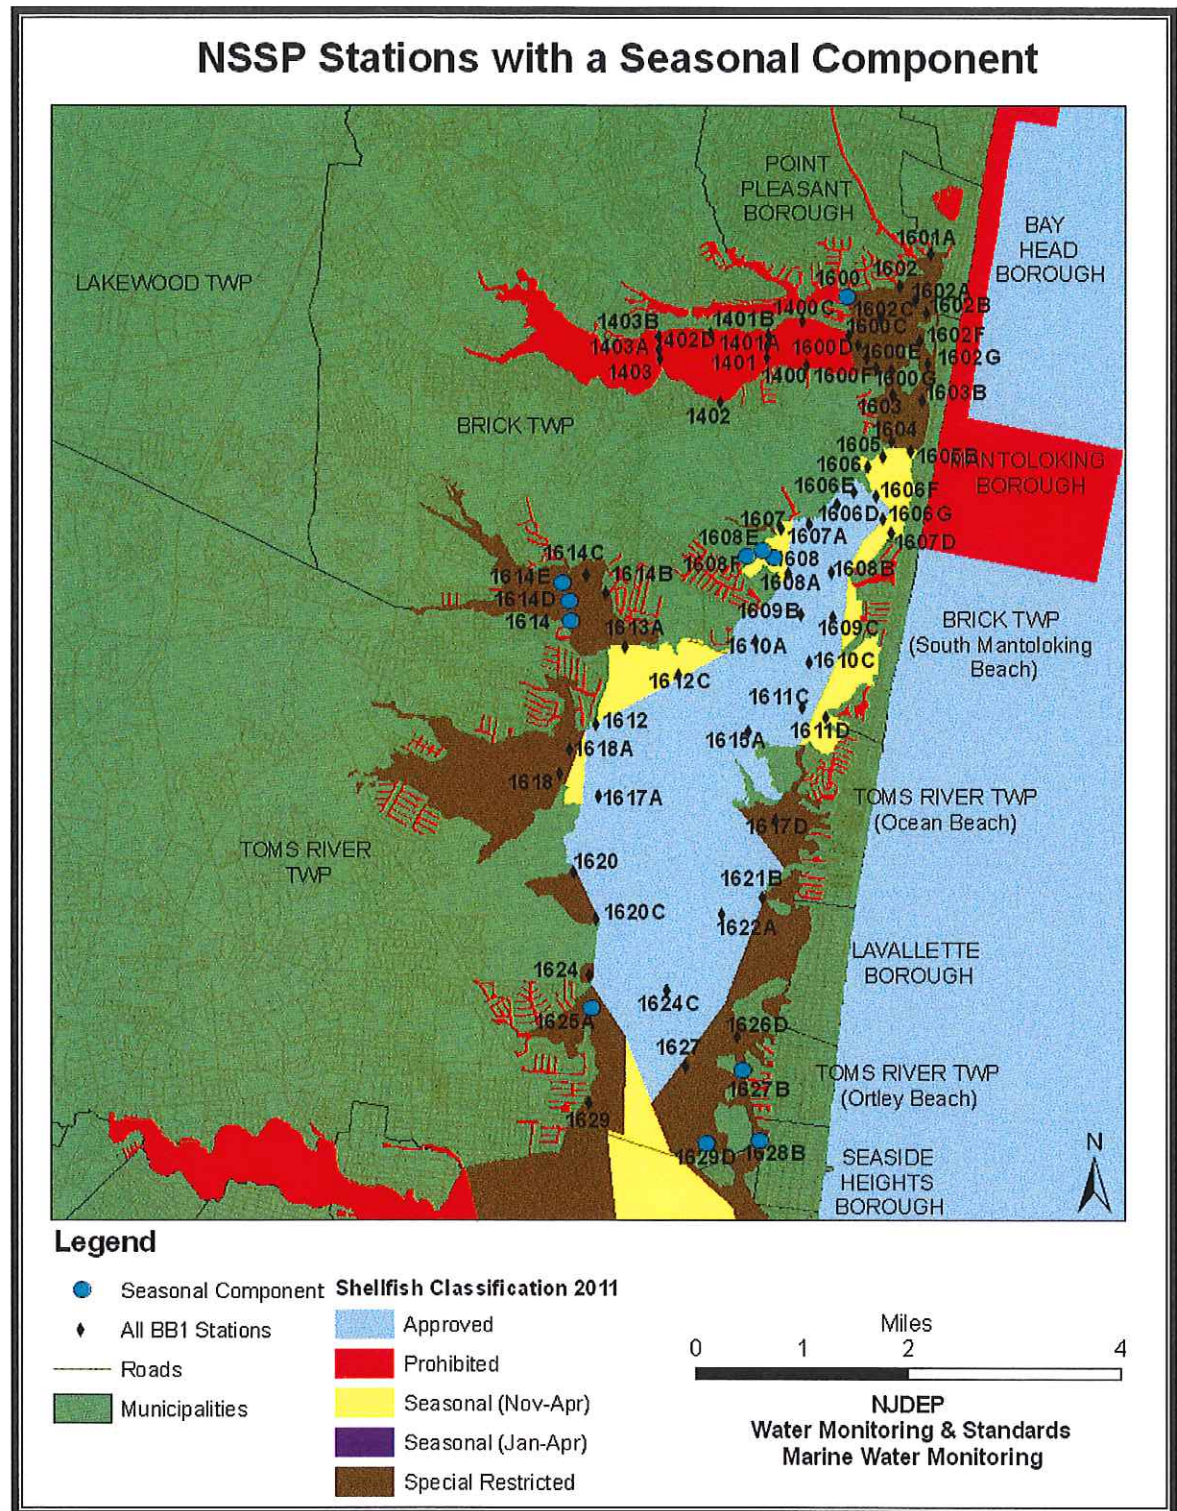 NSSP Stations with a Seasonal Component
POINT
PLEASANT
BOROUGH
BAY
HEAD
BOROUGH
LAKEWOOD TWP
1601A
1602
1600
1602A
1602C
1602B
1400C
1600C
1403B
1401B
1402D
1602F
1403A
1401A
1600D
1600E
1602G
1403
1401
1400
1600F
1600G
1603B
1603
1402
BRICK TWP
1604
1605
1605B
1606
MANTOLOKING
BOROUGH
1606E
1606F
1606D
1606G
1607
1607A
1607D
1608E
1608F
1608
1608A
1608B
1614C
1614E
1614B
1614D
1614
1609B
1609C
BRICK TWP
(South Mantoloking
Beach)
1613A
1610A
1610C
1612C
1611C
1611D
1612
1615A
1618A
1618
1617A
TOMS RIVER TWP
(Ocean Beach)
1617D
TOMS RIVER
TWP
1620
1621B
1620C
1622A
LAVALLETTE
BOROUGH
1624
1624C
1625A
1626D
1627
TOMS RIVER TWP
(Ortley Beach)
1627B
1629
1629D
1628B
SEASIDE
HEIGHTS
BOROUGH
N
Legend
Seasonal Component
All BB1 Stations
Roads
Municipalities
Shellfish Classification 2011
Approved
Prohibited
Seasonal (Nov-Apr)
Seasonal (Jan-Apr)
Special Restricted
Miles
0 1 2 4
NJDEP
Water Monitoring & Standards
Marine Water Monitoring